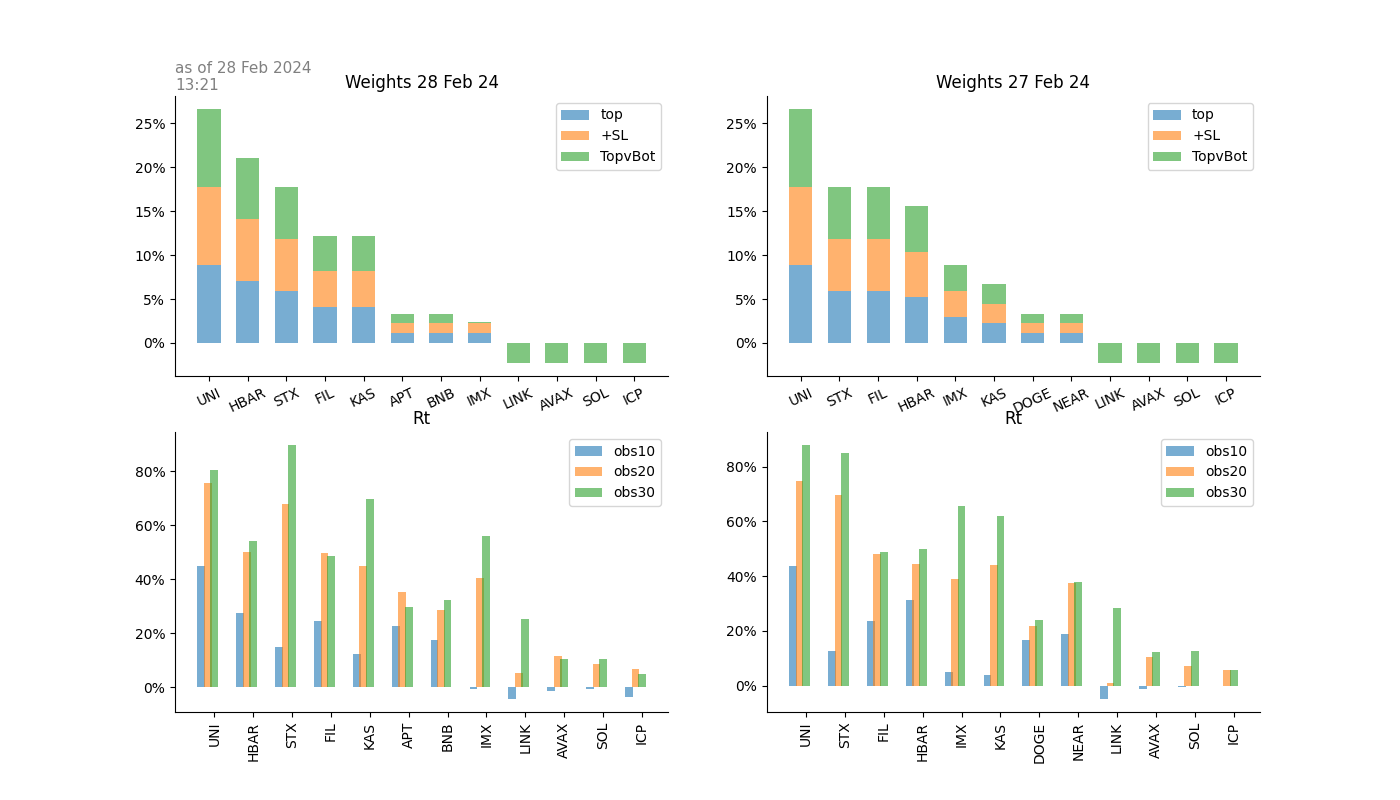 as of 28 Feb 2024
13:21
Weights 28 Feb 24
25%
20%
15%
10%
5%
0%
top
+SL
TopvBot
UNI HBAR STX FIL KAS APT BNB IMX LINK AVAX SOL ICP
Weights 27 Feb 24
25%
20%
15%
10%
5%
0%
top
+SL
TopvBot
UNI STX FIL HBAR IMX KAS DOGE NEAR LINK AVAX SOL ICP
Rt
80%
60%
40%
20%
0%
obs10
obs20
obs30
UNI HBAR STX FIL KAS APT BNB IMX LINK AVAX SOL ICP
Rt
80%
60%
40%
20%
0%
obs10
obs20
obs30
UNI STX FIL HBAR IMX KAS DOGE NEAR LINK AVAX SOL ICP